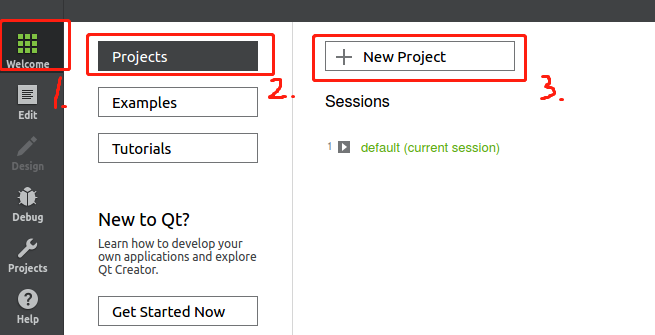 Welcome
1.
Edit
Design
Debug
Projects
Help
Projects
2.
Examples
Tutorials
New to Qt?
Learn how to develop your
own applications and explore
Qt Creator.
Get Started Now
New Project
3.
Sessions
1 default (current session)